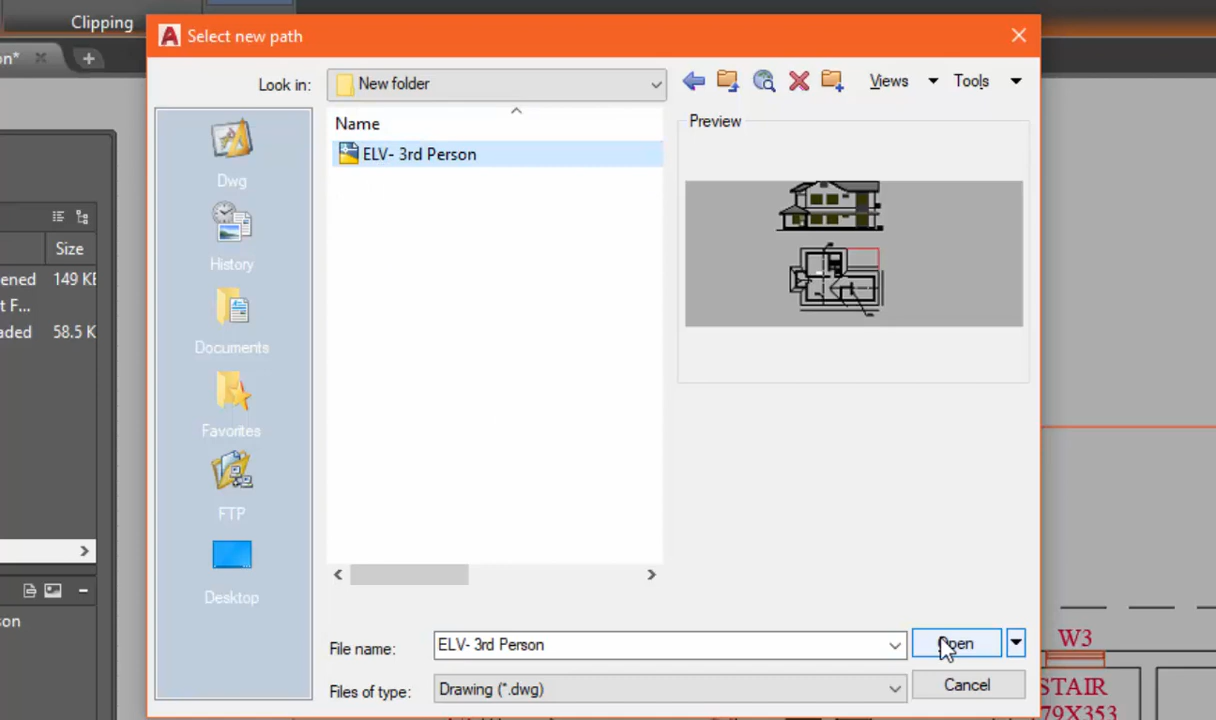 Clipping
Select new path
on*
Look in:
New folder
Views
Tools
Name
Preview
ELV- 3rd Person
Dwg
Size
History
ened 149 KB
t F...
aded 58.5 K
Documents
Favorites
FTP
Desktop
son
File name:
ELV- 3rd Person
Open
W3
Files of type:
Drawing (*.dwg)
Cancel
STAIR
79X353